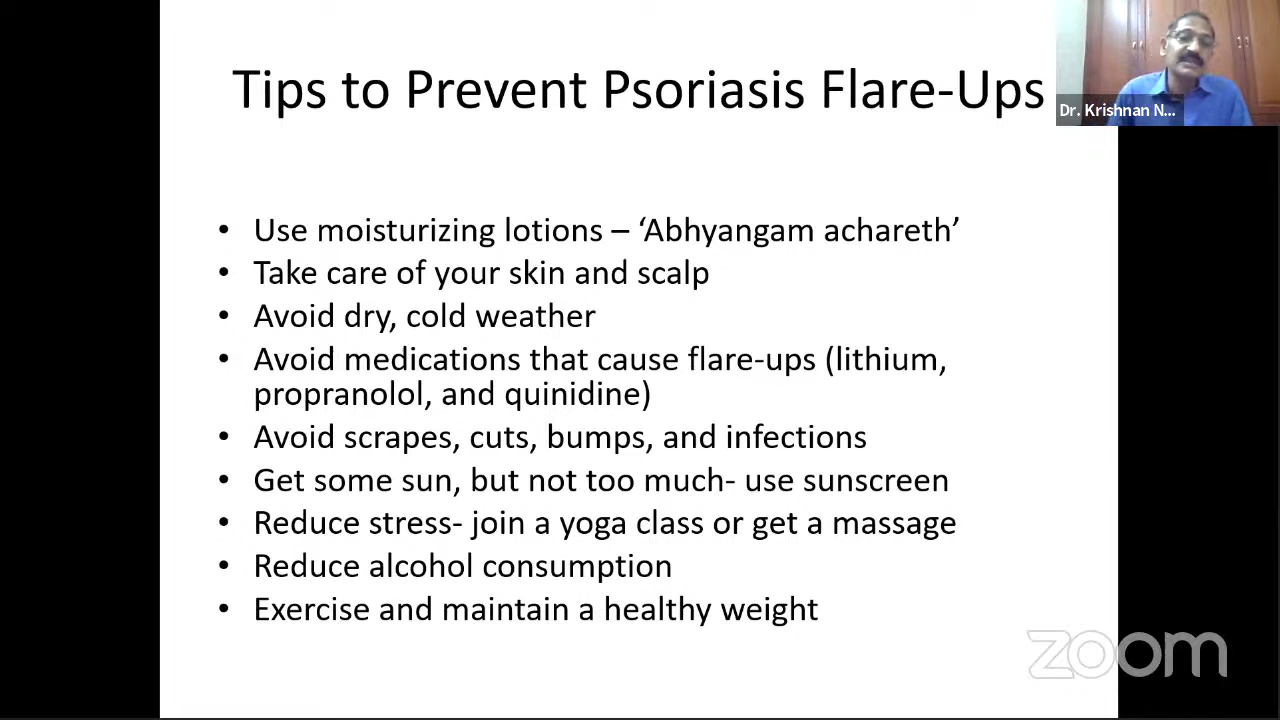 Tips to Prevent Psoriasis Flare-Ups
Dr. Krishnan N...
• Use moisturizing lotions – ‘Abhyangam achareth’
• Take care of your skin and scalp
• Avoid dry, cold weather
• Avoid medications that cause flare-ups (lithium,
propranolol, and quinidine)
• Avoid scrapes, cuts, bumps, and infections
• Get some sun, but not too much- use sunscreen
• Reduce stress- join a yoga class or get a massage
• Reduce alcohol consumption
• Exercise and maintain a healthy weight
zoom